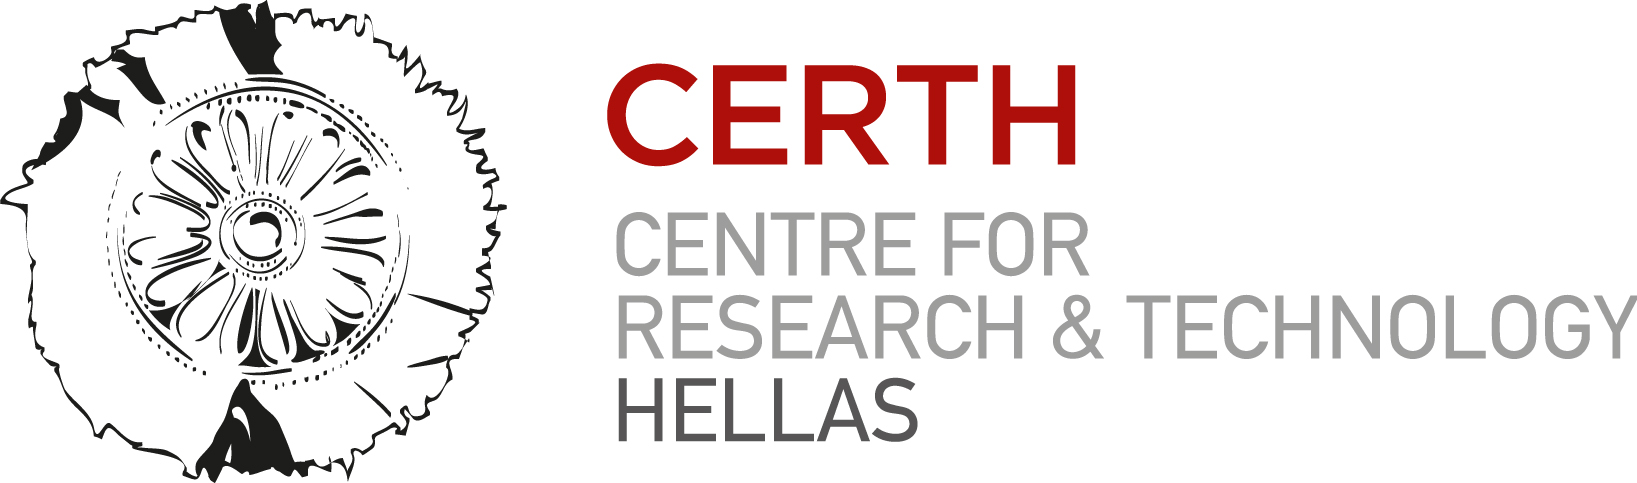 CERTH
CENTRE FOR
RESEARCH & TECHNOLOGY
HELLAS